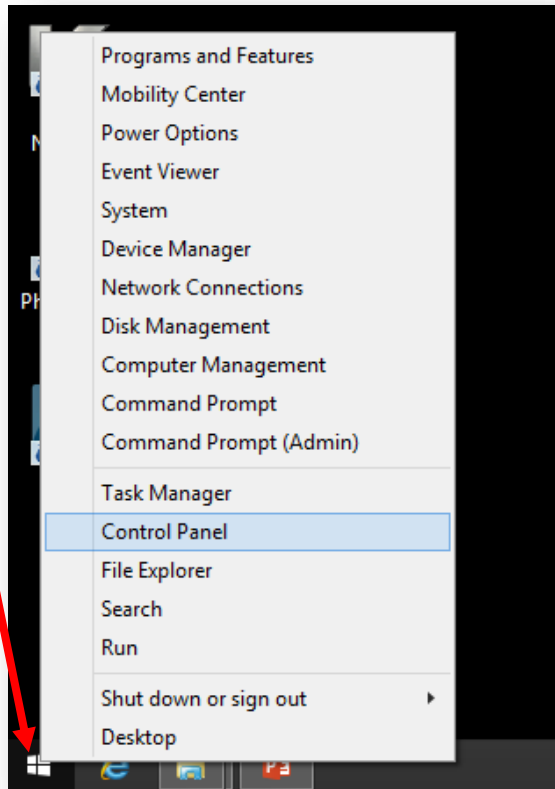 Programs and Features
Mobility Center
Power Options
Event Viewer
System
Device Manager
Network Connections
Disk Management
Computer Management
Command Prompt
Command Prompt (Admin)
Task Manager
Control Panel
File Explorer
Search
Run
Shut down or sign out
Desktop